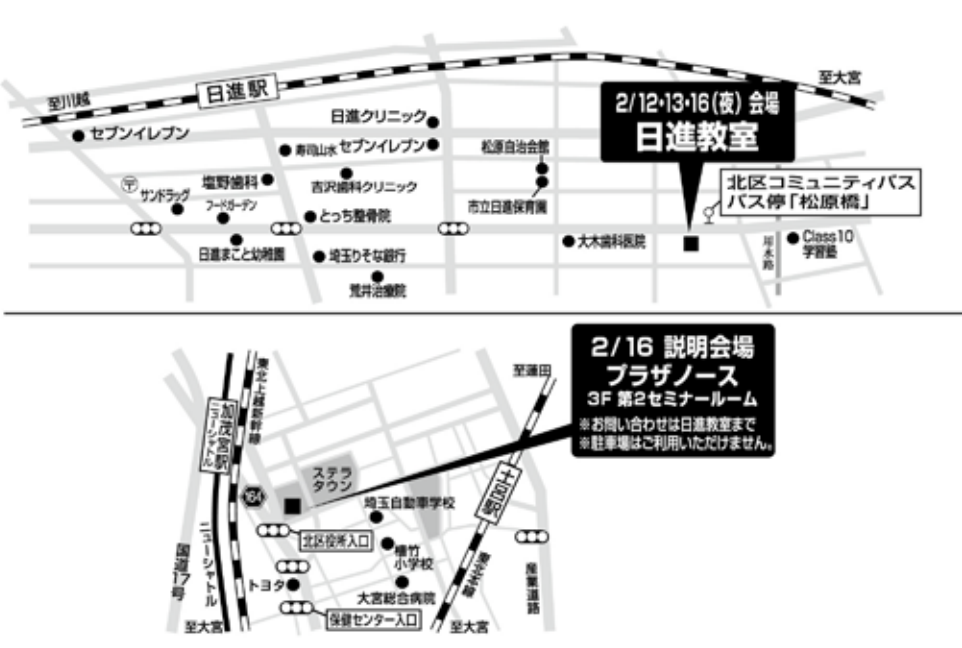 至川越
日進駅
至大宮
2/12・13・16(夜) 会場
日進教室
セブンイレブン
日進クリニック
寿司山水
セブンイレブン
松原自治会館
北区コミュニティバス
バス停「松原橋」
塩野歯科
吉沢歯科クリニック
サンドラッグ
フードガーデン
市立日進保育園
とっち整骨院
日進まこと幼稚園
埼玉りそな銀行
大木歯科医院
用水路
Class10
学習塾
荒井治療院
2/16 説明会場
プラザノース
3F 第2セミナールーム
※お問い合わせは日進教室まで
※駐車場はご利用いただけません。
東北上越新幹線
至蓮田
加茂宮駅
ニューシャトル
ステラ
タウン
164
土呂駅
埼玉自動車学校
北区役所入口
植竹
小学校
国道17号
ニューシャトル
トヨタ
大宮総合病院
産業道路
保健センター入口
至大宮
至大宮